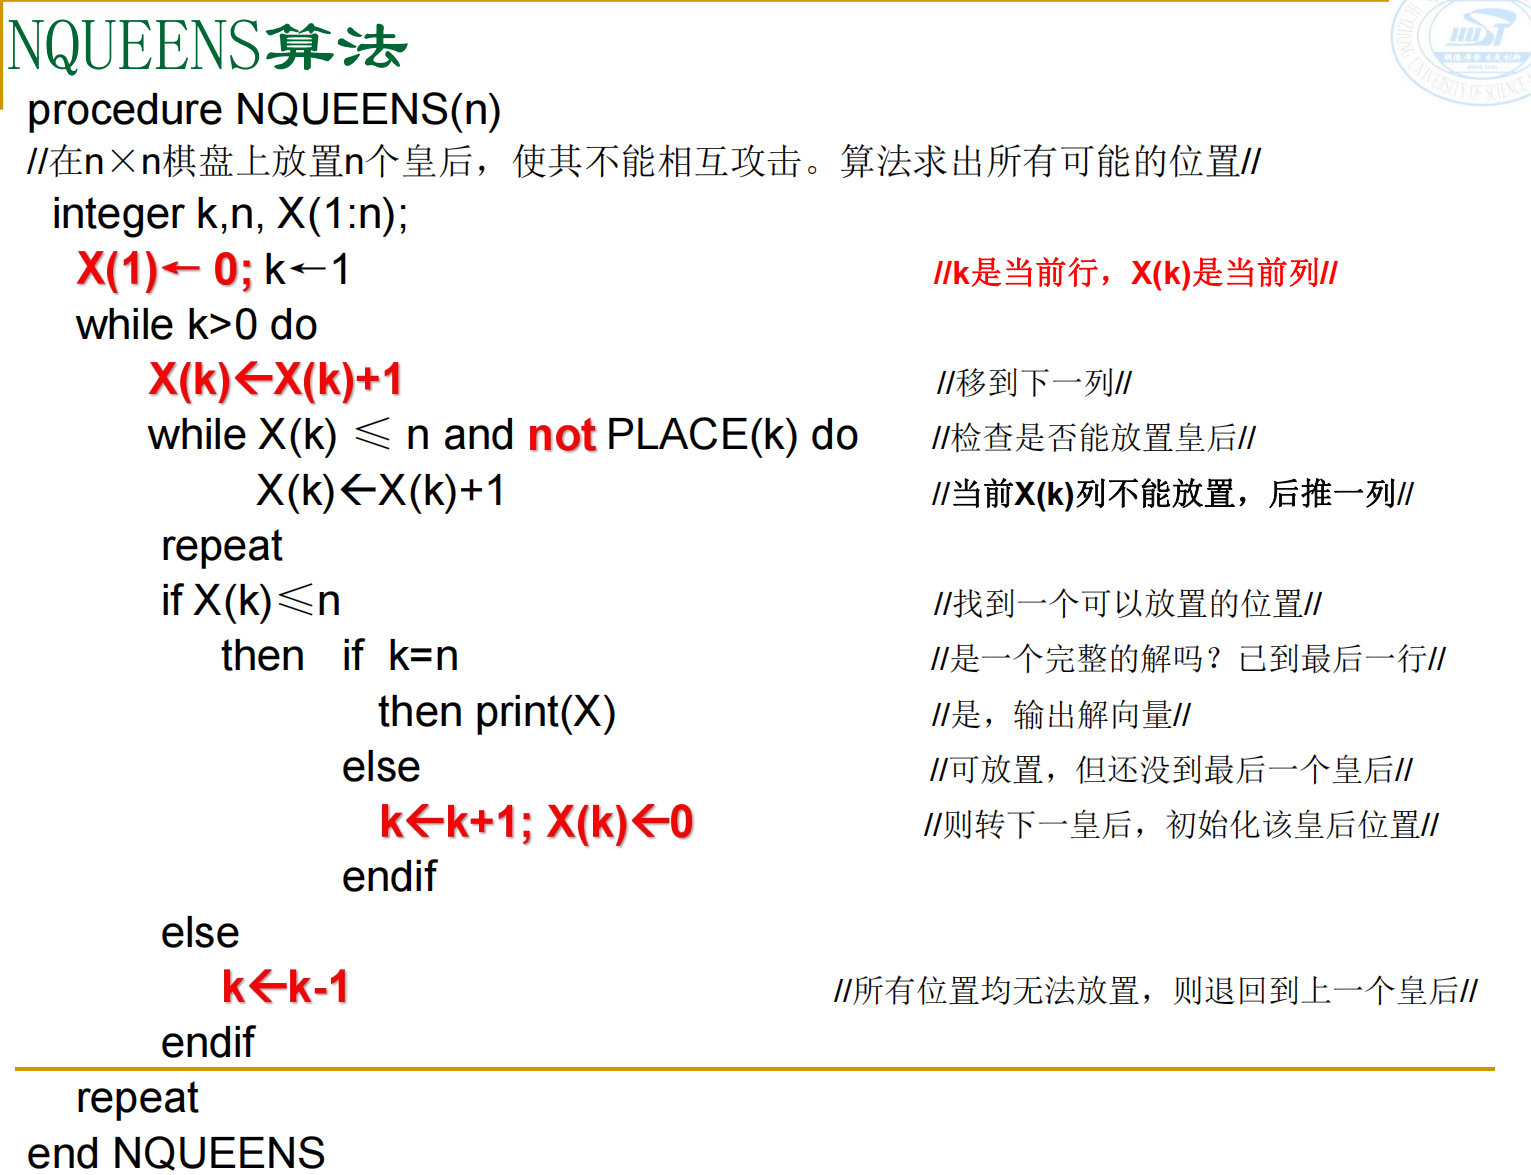 NQUEENS算法
procedure NQUEENS(n)
//在n×n棋盘上放置n个皇后，使其不能相互攻击。算法求出所有可能的位置//
integer k,n, X(1:n);
X(1)← 0; k←1 //k是当前行，X(k)是当前列//
while k>0 do
X(k)←X(k)+1 //移到下一列//
while X(k) ≤ n and not PLACE(k) do //检查是否能放置皇后//
X(k)←X(k)+1 //当前X(k)列不能放置，后推一列//
repeat
if X(k)≤n //找到一个可以放置的位置//
then if k=n //是一个完整的解吗？已到最后一行//
then print(X) //是，输出解向量//
else //可放置，但还没到最后一个皇后//
k←k+1; X(k)←0 //则转下一皇后，初始化该皇后位置//
endif
else
k←k-1 //所有位置均无法放置，则退回到上一个皇后//
endif
repeat
end NQUEENS